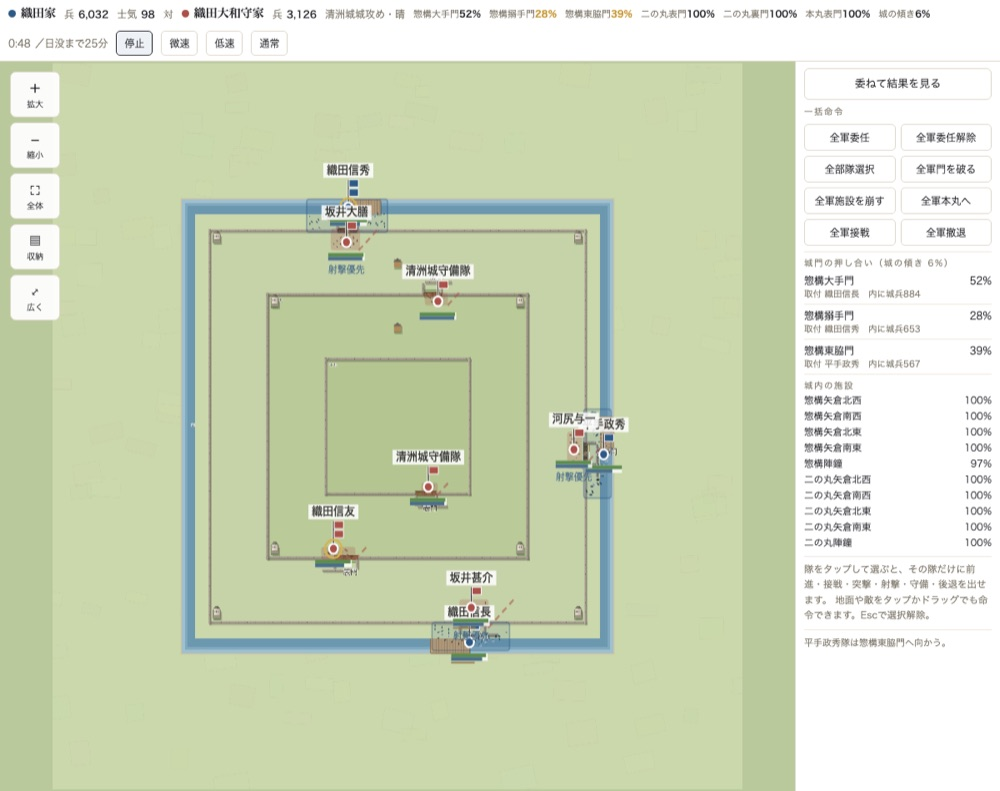 織田家 兵 6,032 士気 98 対 織田大和守家 兵 3,126 清洲城城攻め・晴 惣構大手門52% 惣構搦手門28% 惣構東脇門39% 二の丸表門100% 二の丸裏門100% 本丸表門100% 城の傾き6%
0:48 ／日没まで25分 停止 微速 低速 通常
＋
拡大
−
縮小
全体
収納
広く
織田信秀
坂井大膳
射撃優先
清洲城守備隊
河尻与一
政秀
射撃優先
清洲城守備隊
織田信友
坂井甚介
織田信長
委ねて結果を見る
一括命令
全軍委任 全軍委任解除
全部隊選択 全軍門を破る
全軍施設を崩す 全軍本丸へ
全軍接戦 全軍撤退
城門の押し合い（城の傾き 6%）
惣構大手門 52%
取付 織田信長 内に城兵884
惣構搦手門 28%
取付 織田信秀 内に城兵653
惣構東脇門 39%
取付 平手政秀 内に城兵567
城内の施設
惣構矢倉北西 100%
惣構矢倉南西 100%
惣構矢倉北東 100%
惣構矢倉南東 100%
惣構陣鐘 97%
二の丸矢倉北西 100%
二の丸矢倉南西 100%
二の丸矢倉北東 100%
二の丸矢倉南東 100%
二の丸陣鐘 100%
隊をタップして選ぶと、その隊だけに前
進・接戦・突撃・射撃・守備・後退を出せ
ます。 地面や敵をタップかドラッグでも命
令できます。Escで選択解除。
平手政秀隊は惣構東脇門へ向かう。